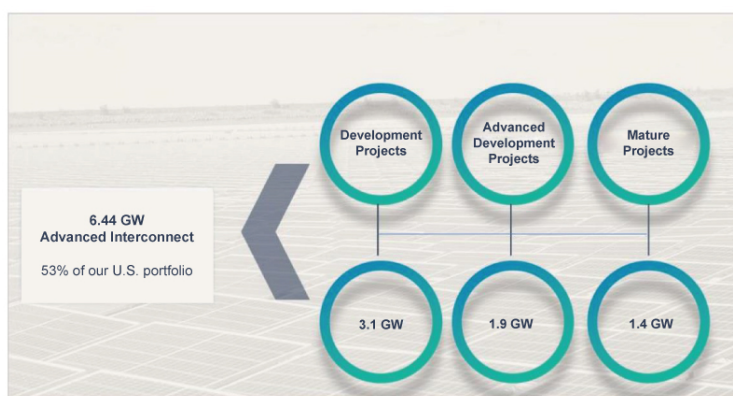 Development
Projects
Advanced
Development
Projects
Mature
Projects
6.44 GW
Advanced Interconnect
53% of our U.S. portfolio
3.1 GW
1.9 GW
1.4 GW